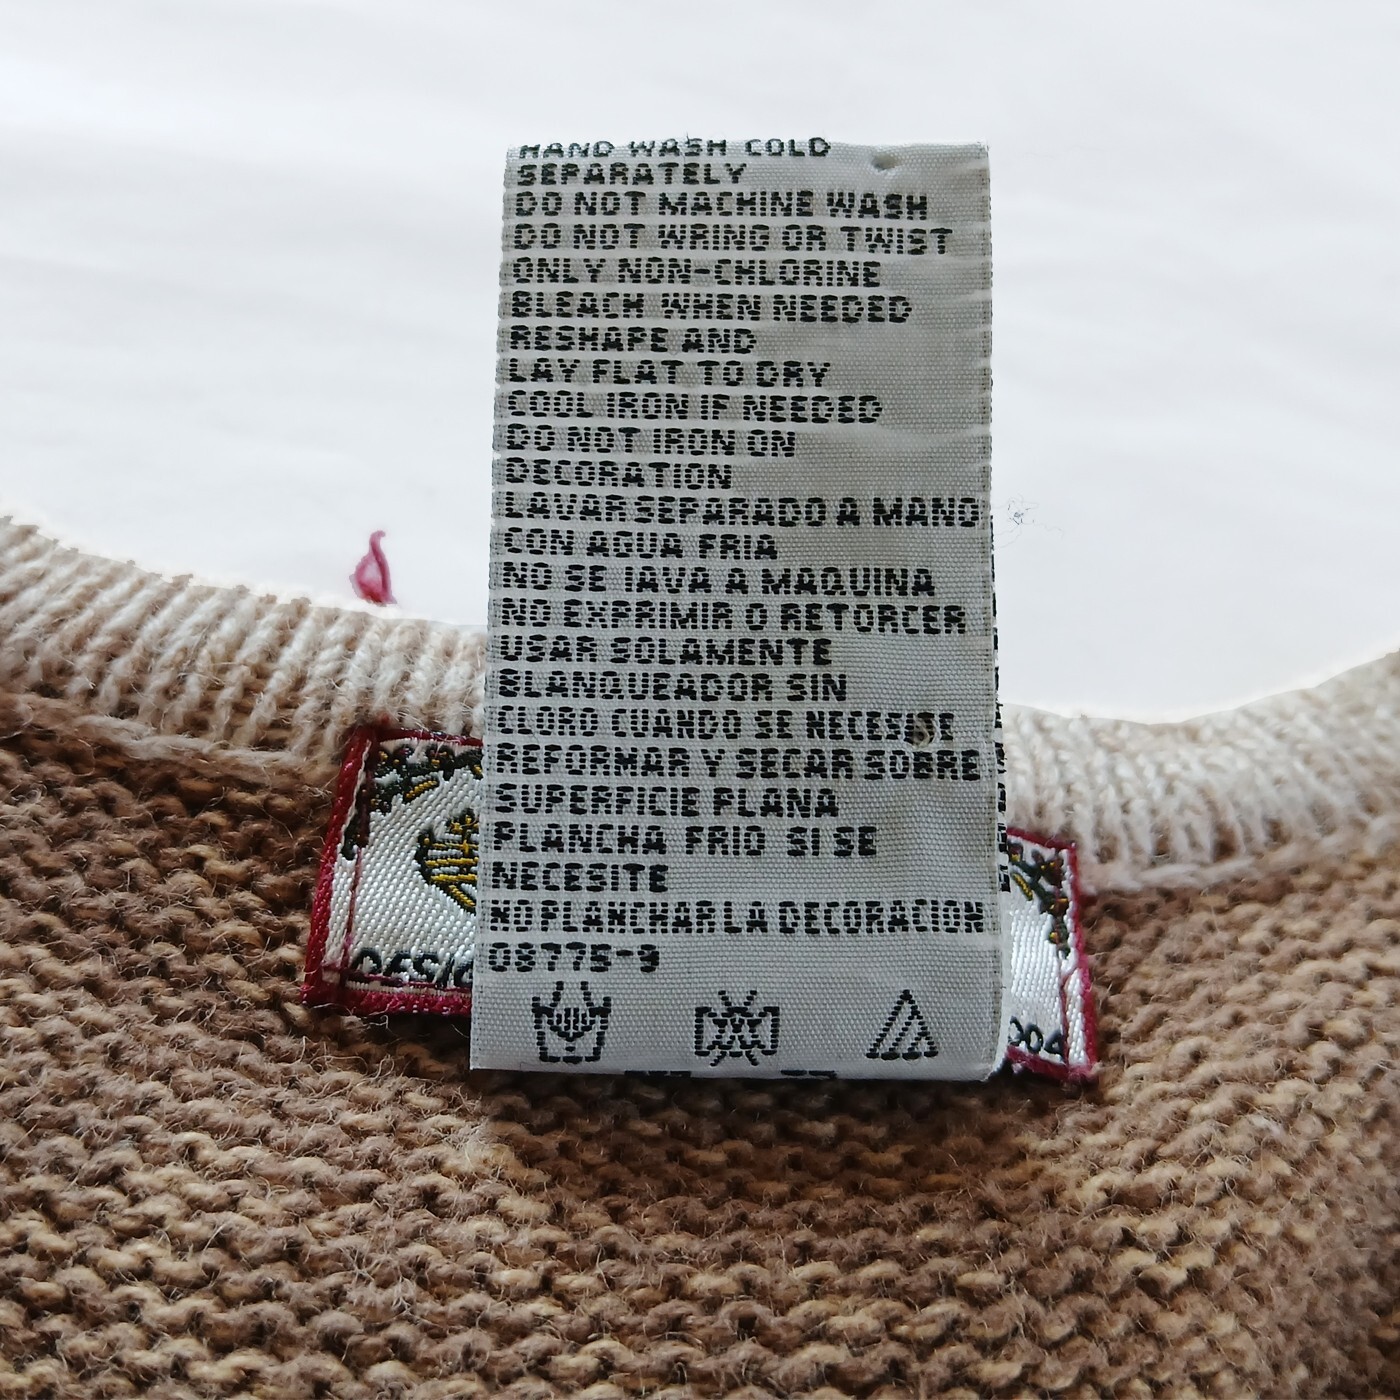 HAND WASH COLD
SEPARATELY
DO NOT MACHINE WASH
DO NOT WRING OR TWIST
ONLY NON-CHLORINE
BLEACH WHEN NEEDED
RESHAPE AND
LAY FLAT TO DRY
COOL IRON IF NEEDED
DO NOT IRON ON
DECORATION
LAVAR SEPARADO A MANO
CON AGUA FRIA
NO SE IAVA A MAQUINA
NO EXPRIMIR O RETORCER
USAR SOLAMENTE
BLANQUEADOR SIN
CLORO CUANDO SE NECESITE
REFORMAR Y SECAR SOBRE
SUPERFICIE PLANA
PLANCHA FRIO SI SE
NECESITE
NO PLANCHAR LA DECORACION
08775-9